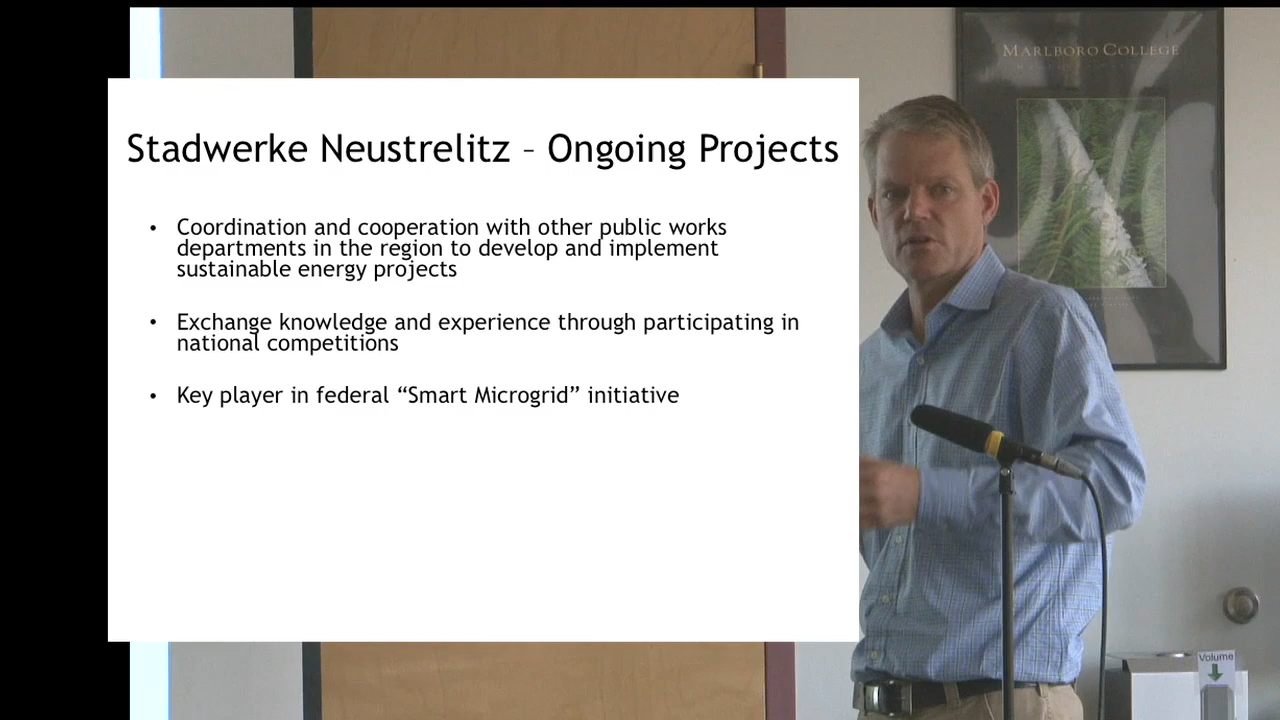 MARLBORO COLLEGE
Stadwerke Neustrelitz – Ongoing Projects
• Coordination and cooperation with other public works
departments in the region to develop and implement
sustainable energy projects
• Exchange knowledge and experience through participating in
national competitions
• Key player in federal “Smart Microgrid” initiative
Volume